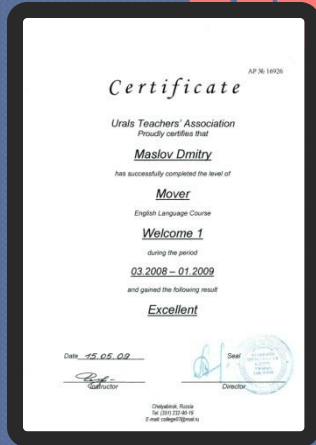 AP № 16926
Certificate
Urals Teachers' Association
Proudly certifies that
Maslov Dmitry
has successfully completed the level of
Mover
English Language Course
Welcome 1
during the period
03.2008 – 01.2009
and gained the following result
Excellent
Date 15.05.09 Seal
Instructor Director
Chelyabinsk, Russia